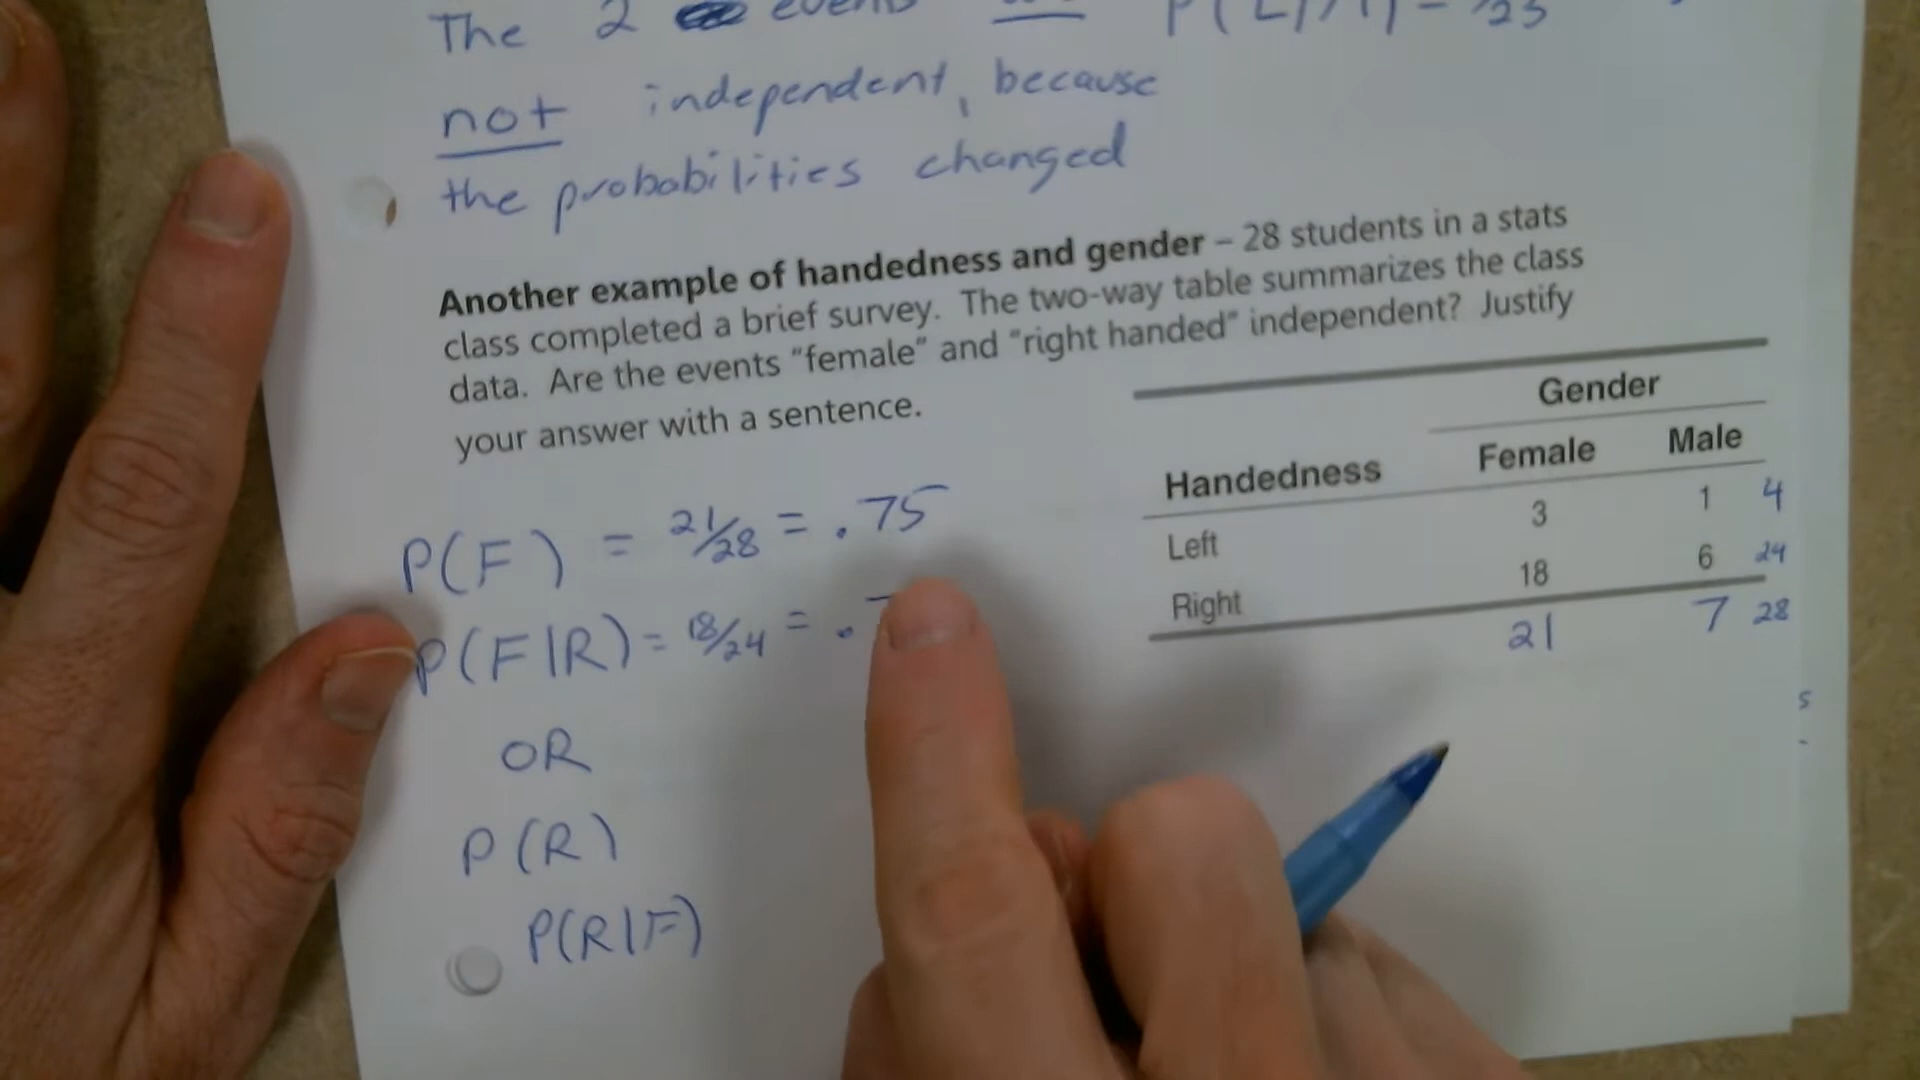 The 2 events
not independent, because
the probabilities changed
Another example of handedness and gender – 28 students in a stats
class completed a brief survey. The two-way table summarizes the class
data. Are the events "female" and "right handed" independent? Justify
your answer with a sentence.
Gender
Handedness Female Male
Left 3 1 4
Right 18 6 24
21 7 28
P(F) = 21/28 = .75
P(F|R) = 18/24 = .7
OR
P(R)
P(R|F)